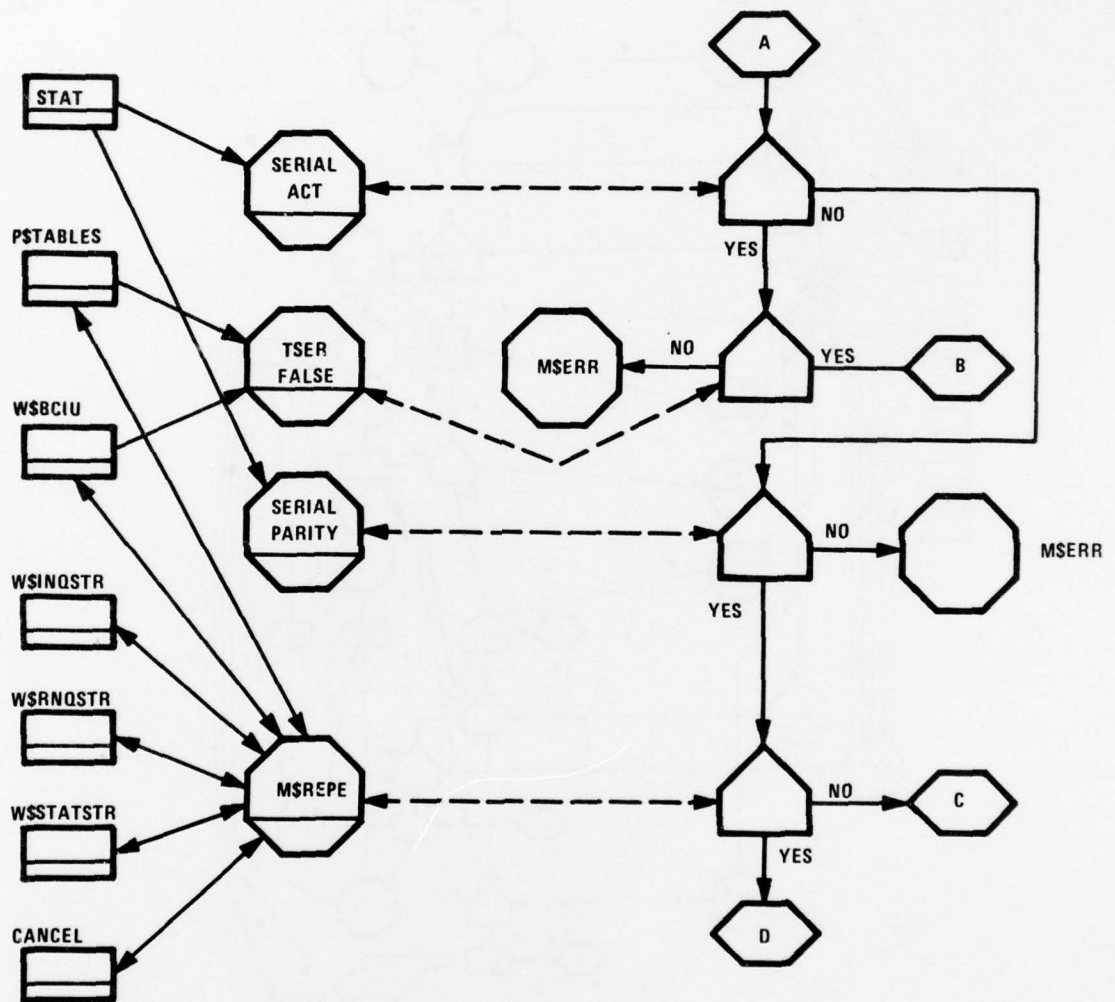 A
STAT
SERIAL
ACT
NO
YES
P$TABLES
TSER
FALSE
M$ERR
NO
YES
B
W$BCIU
SERIAL
PARITY
NO
M$ERR
YES
W$INQSTR
W$RNQSTR
M$REPE
NO
C
W$STATSTR
YES
CANCEL
D